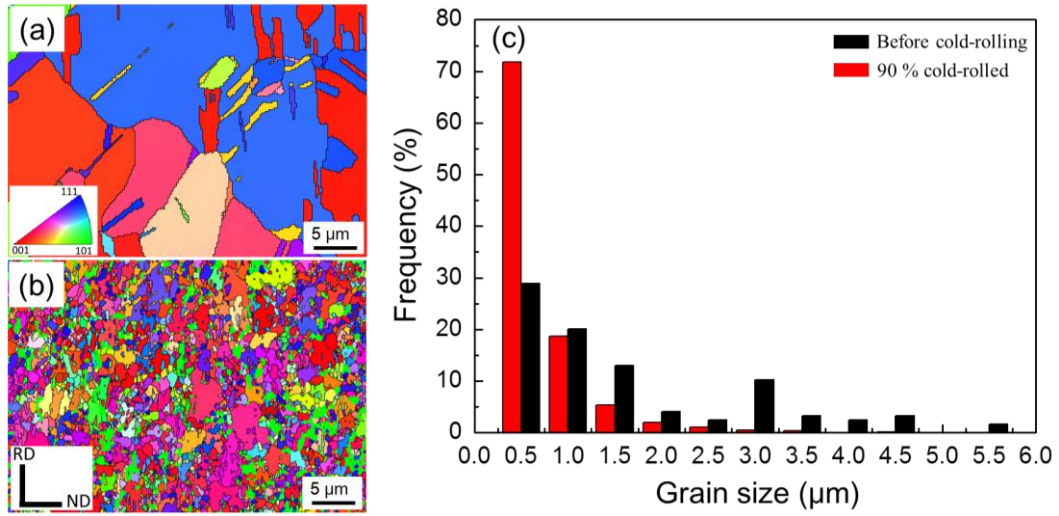 (a)
111
001
101
5 µm
(b)
RD
ND
5 µm
(c)
Before cold-rolling
90 % cold-rolled
Frequency (%)
80
70
60
50
40
30
20
10
0
0.0 0.5 1.0 1.5 2.0 2.5 3.0 3.5 4.0 4.5 5.0 5.5 6.0
Grain size (µm)